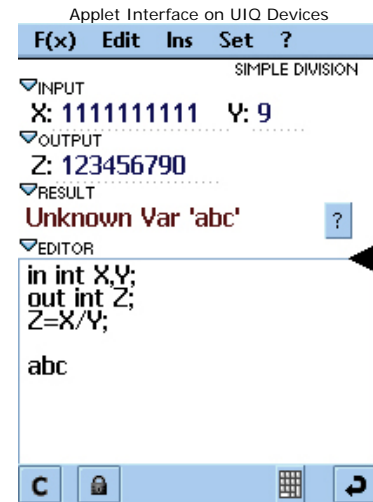 Applet Interface on UIQ Devices
F(x) Edit Ins Set ?
SIMPLE DIVISION
INPUT
X: 1111111111 Y: 9
OUTPUT
Z: 123456790
RESULT
Unknown Var 'abc' ?
EDITOR
in int X,Y;
out int Z;
Z=X/Y;
abc
C